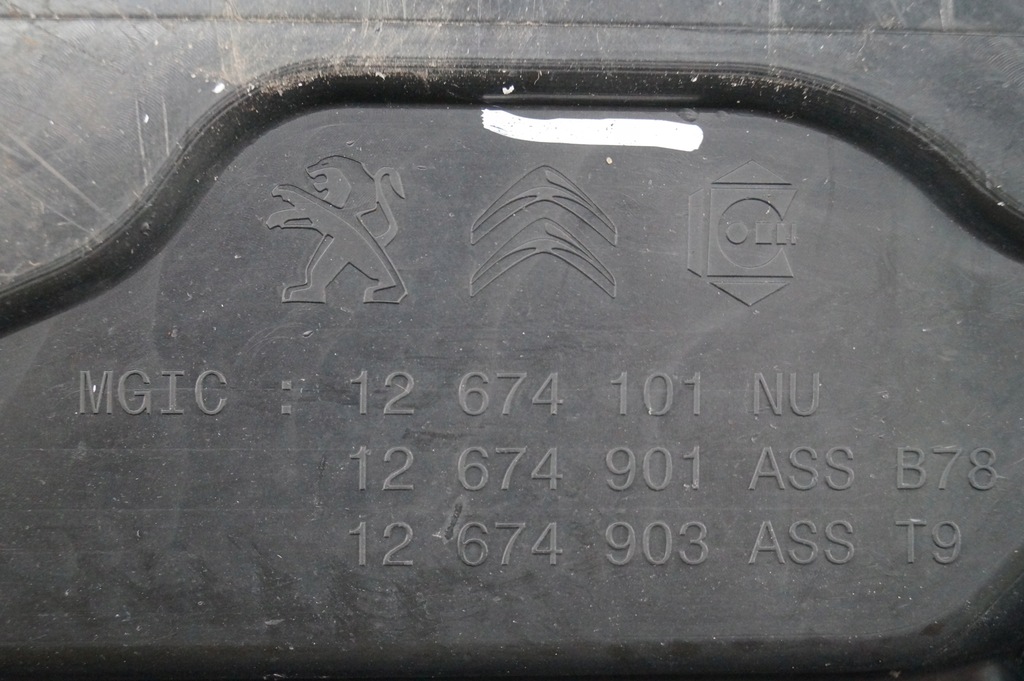 MGIC : 12 674 101 NU
12 674 901 ASS B78
12 674 903 ASS T9